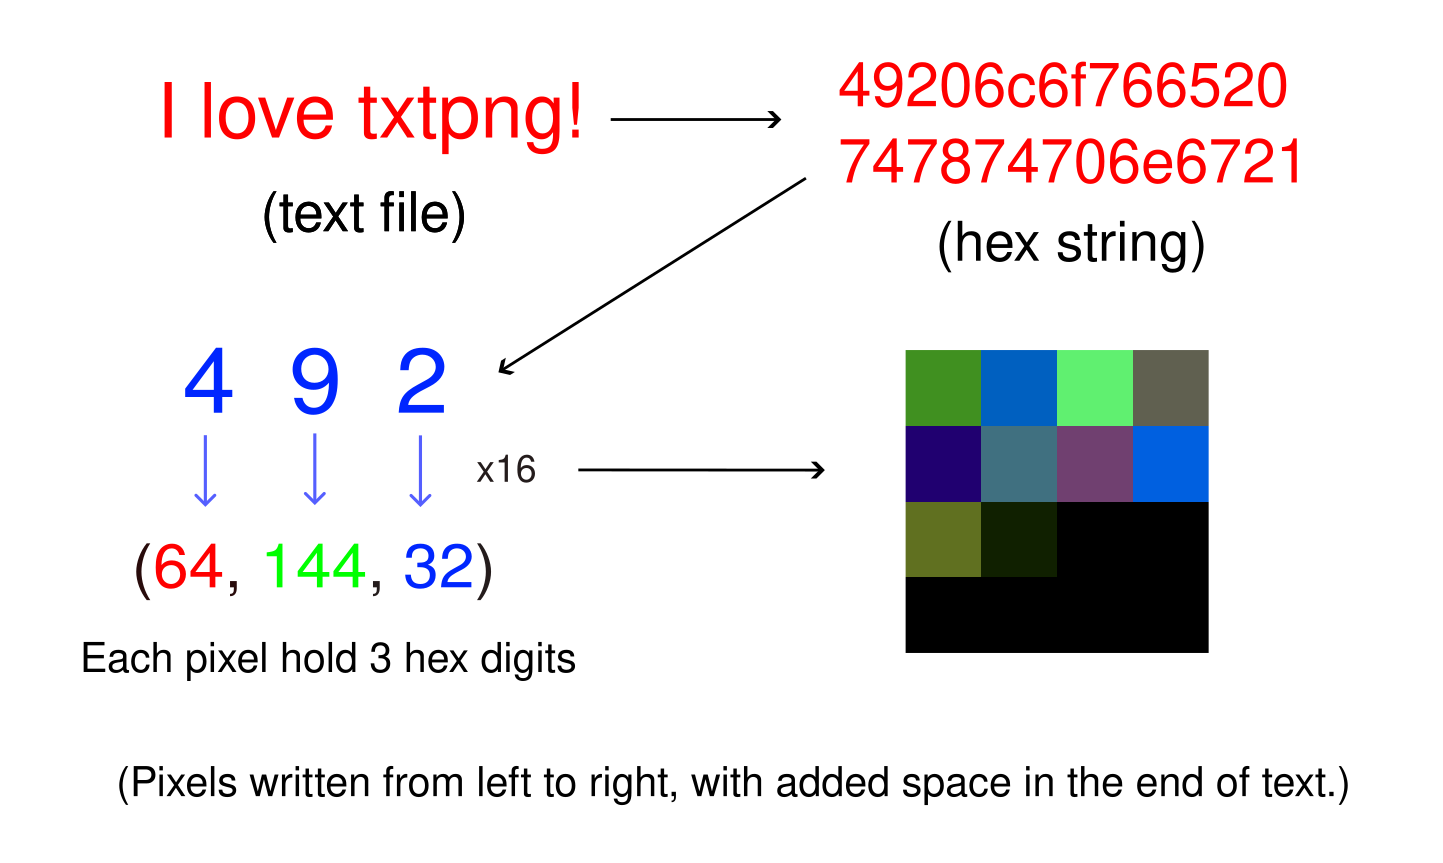 I love txtpng!
(text file)
49206c6f766520
747874706e6721
(hex string)
4 9 2
x16
(64, 144, 32)
Each pixel hold 3 hex digits
(Pixels written from left to right, with added space in the end of text.)